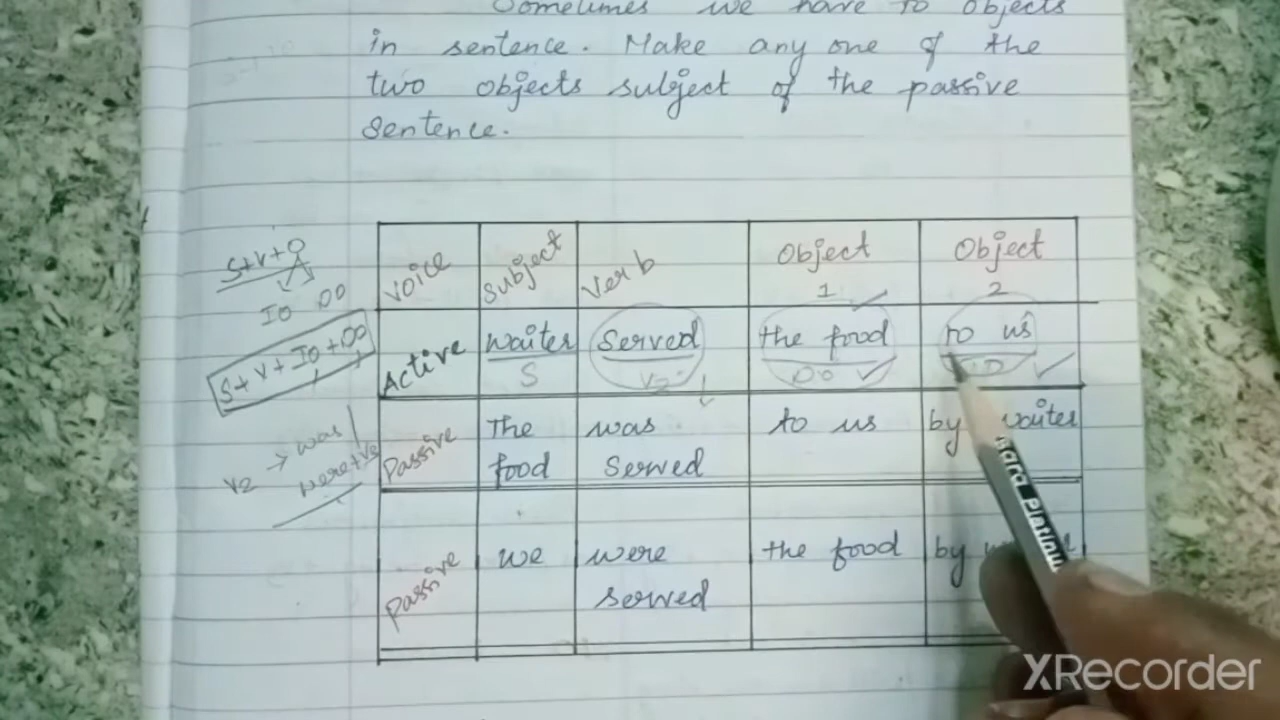 Sometimes we have to objects
in sentence. Make any one of the
two objects subject of the passive
sentence.
S+V+O
IO DO
S+V+IO+DO
V2 → was/
were+V3
Voice Subject Verb Object 1 Object 2
Active waiter Served the food to us
S V2 DO
Passive The food was Served to us by waiter
Passive we were served the food by
Platinum
XRecorder